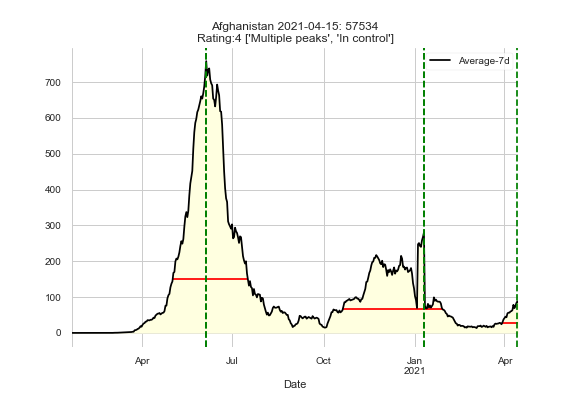 Afghanistan 2021-04-15: 57534
Rating:4 ['Multiple peaks', 'In control']
Average-7d
700
600
500
400
300
200
100
0
Apr
Jul
Oct
Jan
2021
Apr
Date